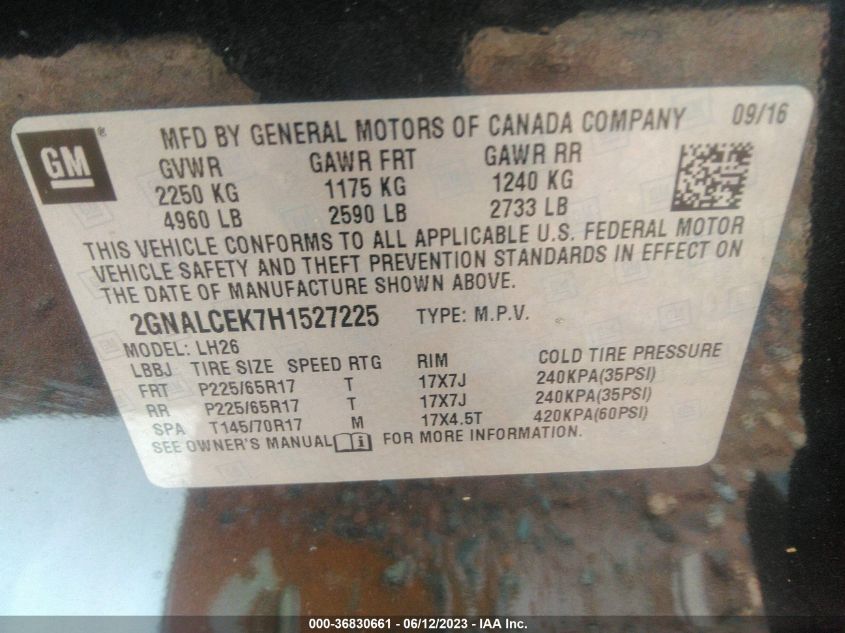 GM ® MFD BY GENERAL MOTORS OF CANADA COMPANY 09/16
GVWR GAWR FRT GAWR RR
2250 KG 1175 KG 1240 KG
4960 LB 2590 LB 2733 LB
THIS VEHICLE CONFORMS TO ALL APPLICABLE U.S. FEDERAL MOTOR
VEHICLE SAFETY AND THEFT PREVENTION STANDARDS IN EFFECT ON
THE DATE OF MANUFACTURE SHOWN ABOVE.
2GNALCEK7H1527225 TYPE: M.P.V.
MODEL: LH26
LBBJ TIRE SIZE SPEED RTG RIM COLD TIRE PRESSURE
FRT P225/65R17 T 17X7J 240KPA(35PSI)
RR P225/65R17 T 17X7J 240KPA(35PSI)
SPA T145/70R17 M 17X4.5T 420KPA(60PSI)
SEE OWNER'S MANUAL FOR MORE INFORMATION.
000-36830661 - 06/12/2023 - IAA Inc.